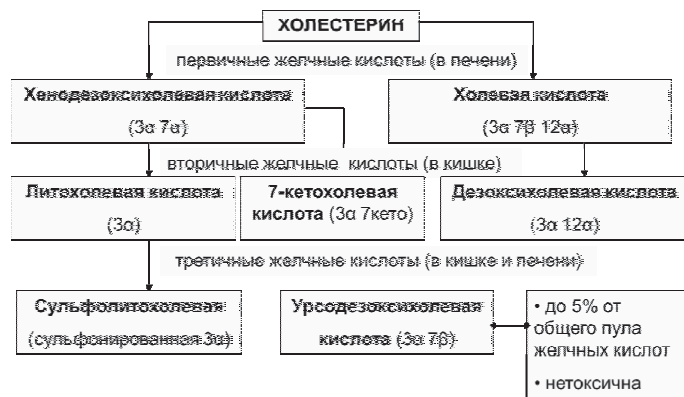 ХОЛЕСТЕРИН
первичные желчные кислоты (в печени)
Хенодезоксихолевая кислота
(3α 7α)
Холевая кислота
(3α 7β 12α)
вторичные желчные кислоты (в кишке)
Литохолевая кислота
(3α)
7-кетохолевая
кислота (3α 7кето)
Дезоксихолевая кислота
(3α 12α)
третичные желчные кислоты (в кишке и печени)
Сульфолитохолевая
(сульфонированная 3α)
Урсодезоксихолевая
кислота (3α 7β)
• до 5% от
общего пула
желчных кислот
• нетоксична